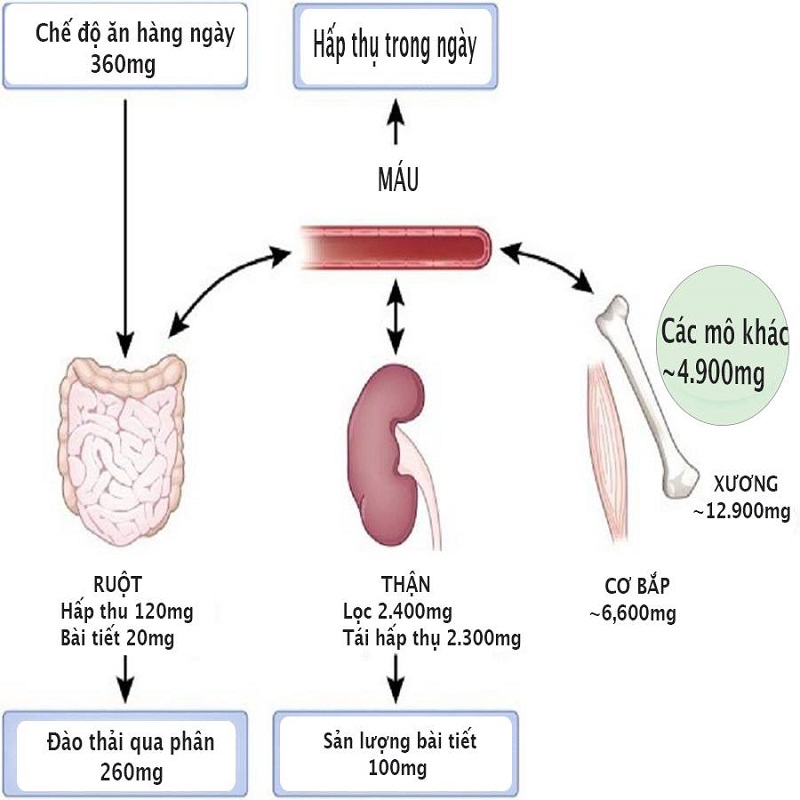 Chế độ ăn hàng ngày
360mg
Hấp thụ trong ngày
MÁU
Các mô khác
~4.900mg
XƯƠNG
~12.900mg
RUỘT
Hấp thu 120mg
Bài tiết 20mg
THẬN
Lọc 2.400mg
Tái hấp thụ 2.300mg
CƠ BẮP
~6,600mg
Đào thải qua phân
260mg
Sản lượng bài tiết
100mg